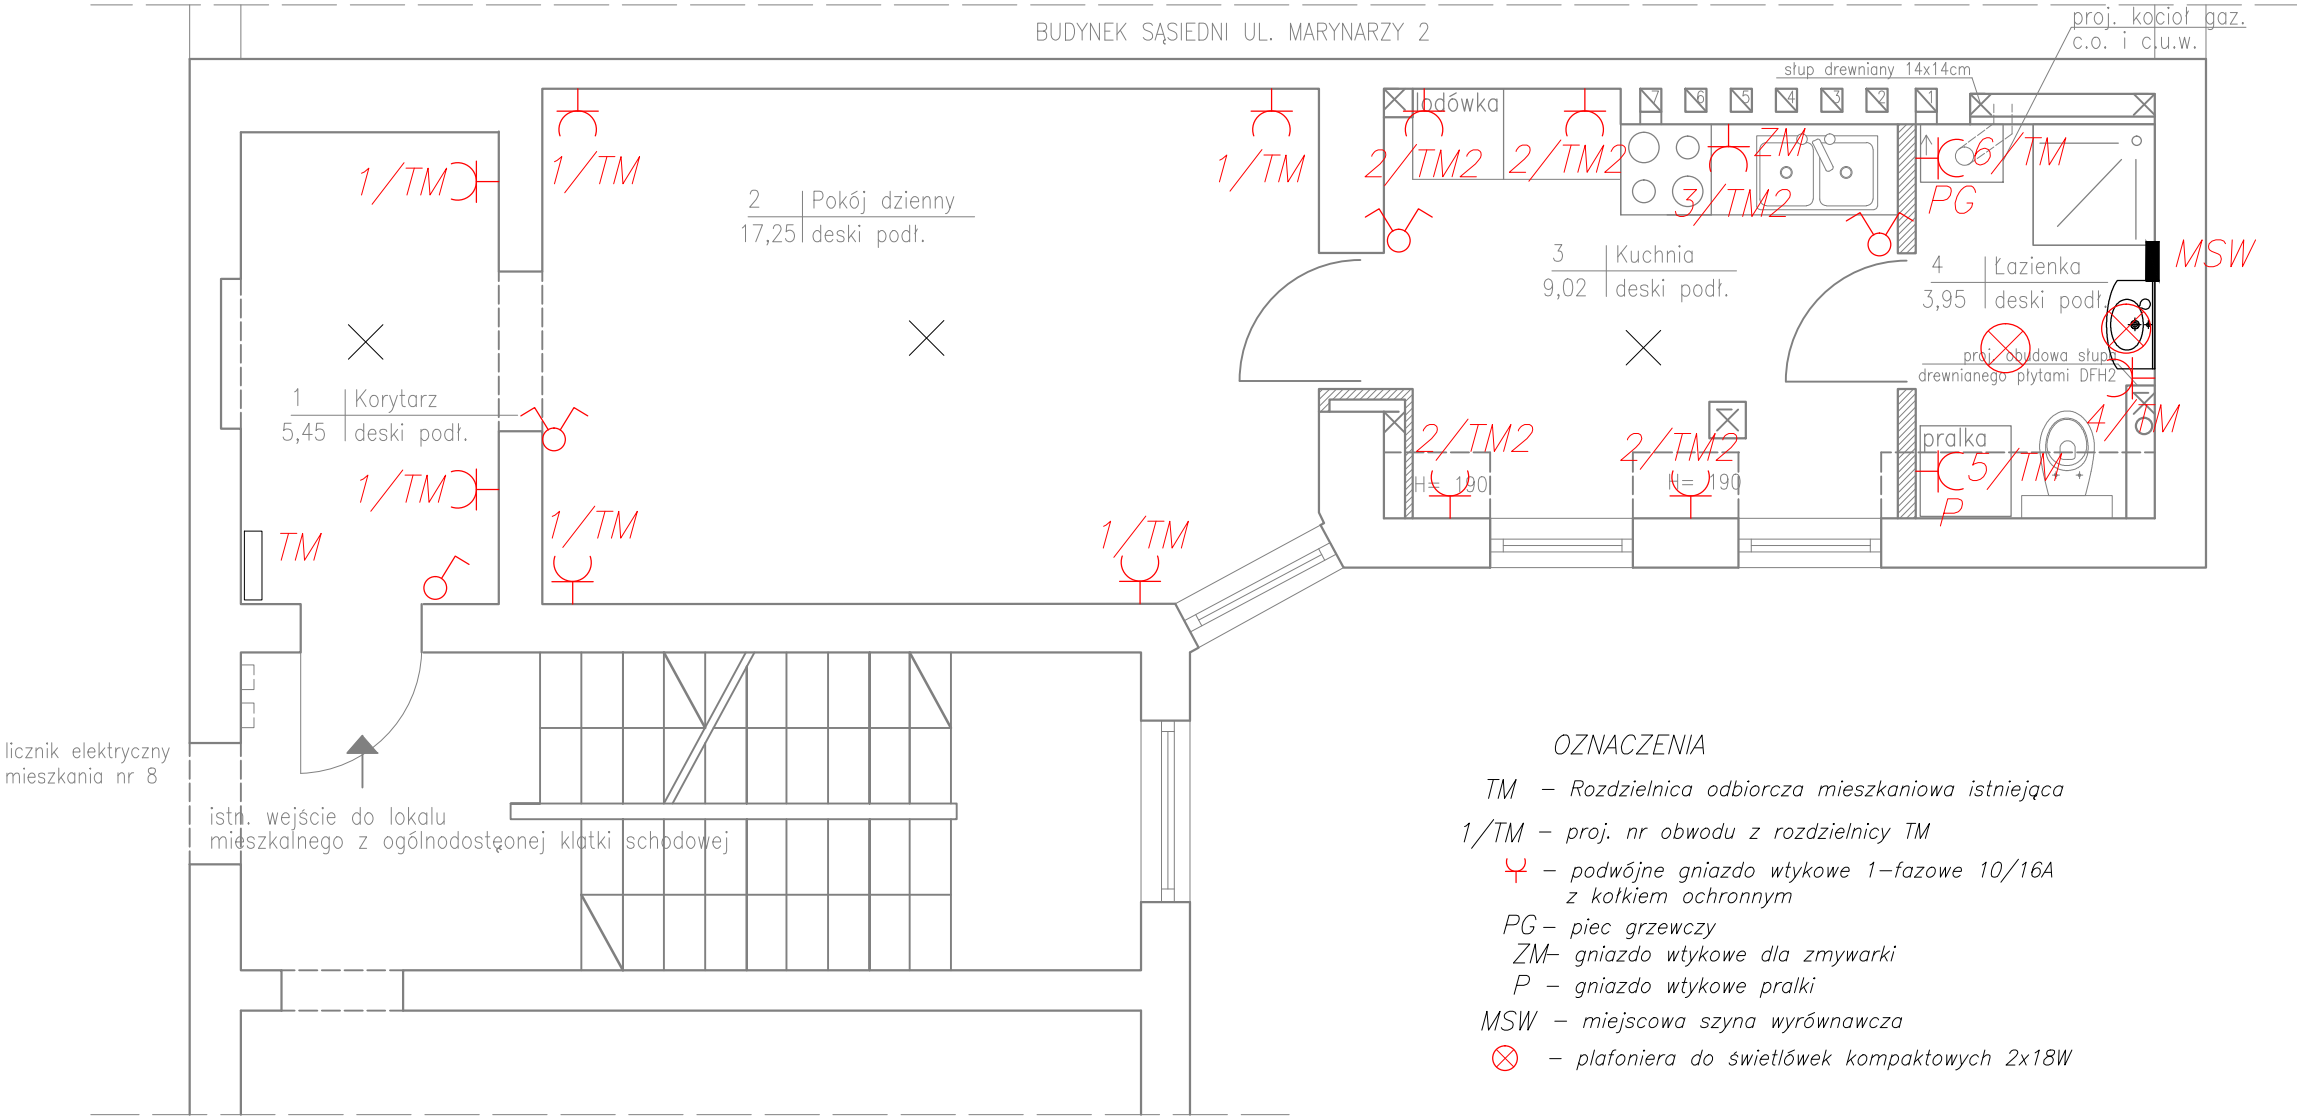 BUDYNEK SĄSIEDNI UL. MARYNARZY 2
proj. kocioł gaz.
c.o. i c.u.w.
słup drewniany 14x14cm
7 6 5 4 3 2 1
lodówka
1/TM
1/TM
1/TM
2/TM2
2/TM2
ZM
3/TM2
6/TM
PG
2 Pokój dzienny
17,25 deski podł.
3 Kuchnia
9,02 deski podł.
4 Łazienka
3,95 deski podł.
MSW
proj. obudowa słupa
drewnianego płytami DFH2
1 Korytarz
5,45 deski podł.
1/TM
TM
1/TM
1/TM
2/TM2
H= 190
2/TM2
H= 190
4/TM
pralka
5/TM
P
licznik elektryczny
mieszkania nr 8
istn. wejście do lokalu
mieszkalnego z ogólnodostęonej klatki schodowej
OZNACZENIA
TM – Rozdzielnica odbiorcza mieszkaniowa istniejąca
1/TM – proj. nr obwodu z rozdzielnicy TM
– podwójne gniazdo wtykowe 1-fazowe 10/16A
z kołkiem ochronnym
PG – piec grzewczy
ZM – gniazdo wtykowe dla zmywarki
P – gniazdo wtykowe pralki
MSW – miejscowa szyna wyrównawcza
– plafoniera do świetlówek kompaktowych 2x18W